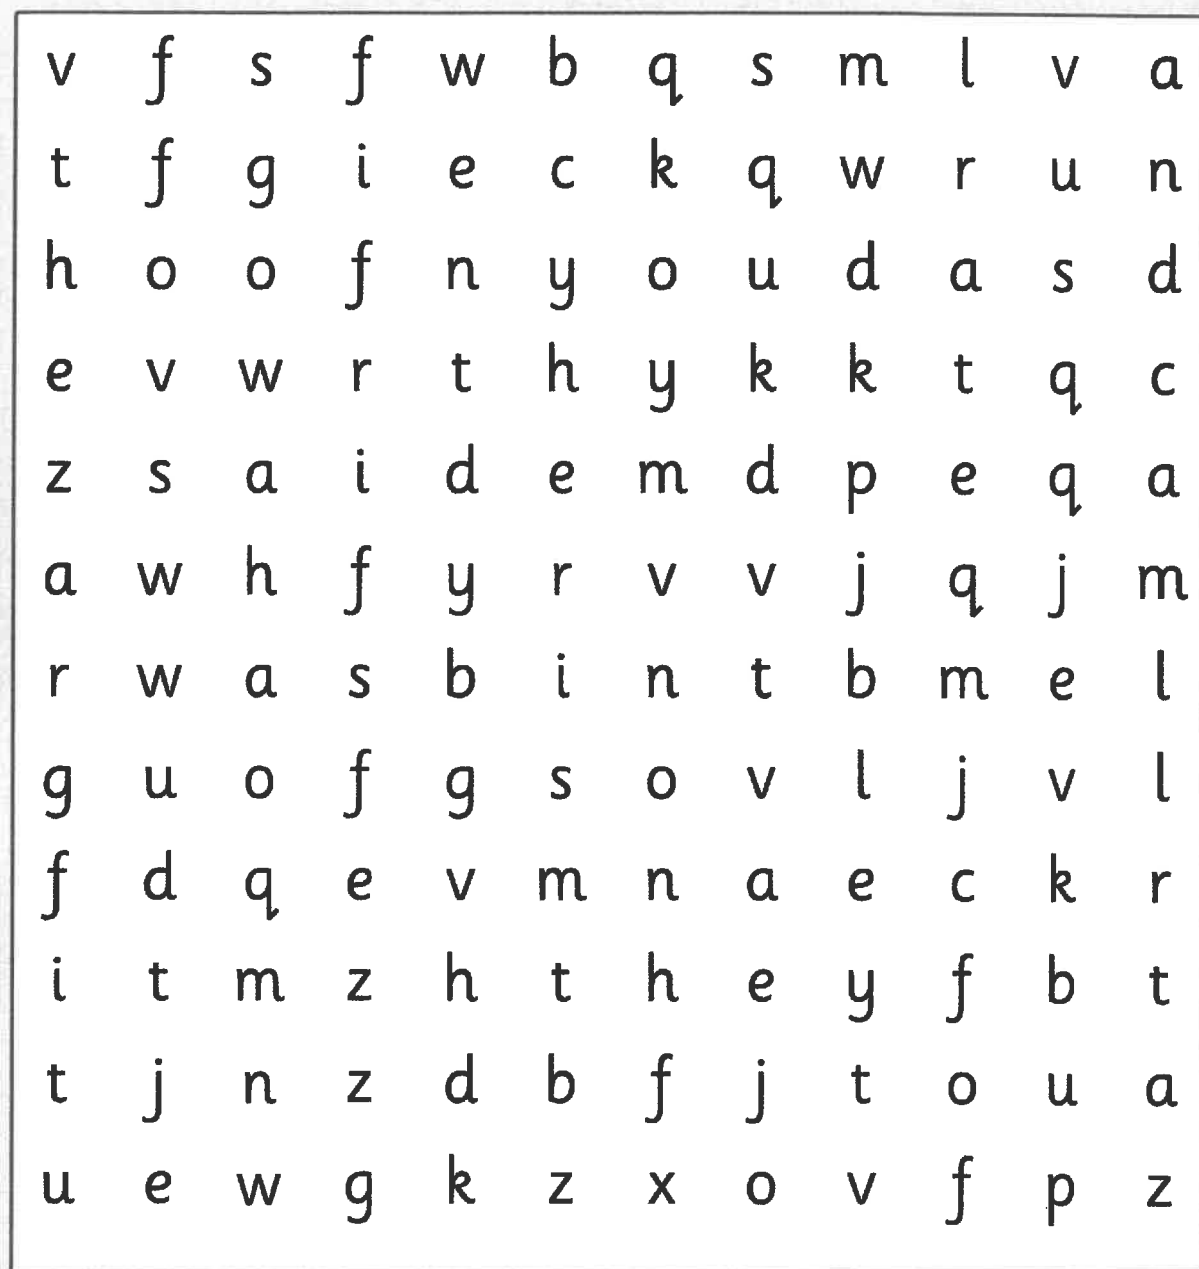 v f s f w b q s m l v a
t f g i e c k q w r u n
h o o f n y o u d a s d
e v w r t h y k k t q c
z s a i d e m d p e q a
a w h f y r v v j q j m
r w a s b i n t b m e l
g u o f g s o v l j v l
f d q e v m n a e c k r
i t m z h t h e y f b t
t j n z d b f j t o u a
u e w g k z x o v f p z